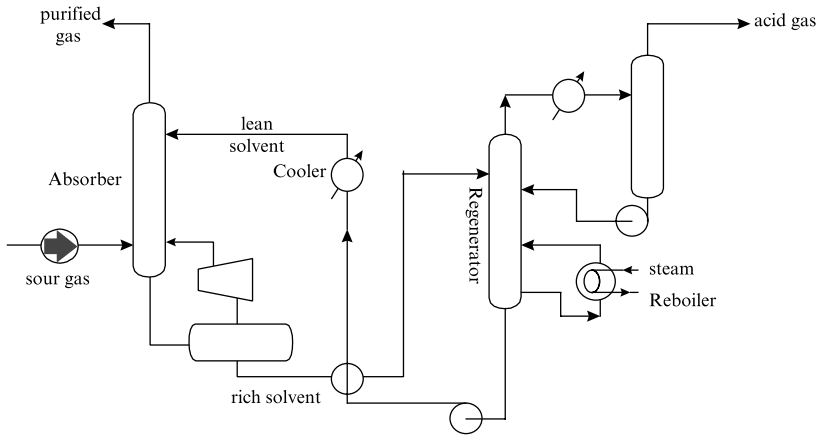 purified
gas
acid gas
lean
solvent
Cooler
Absorber
Regenerator
sour gas
steam
Reboiler
rich solvent